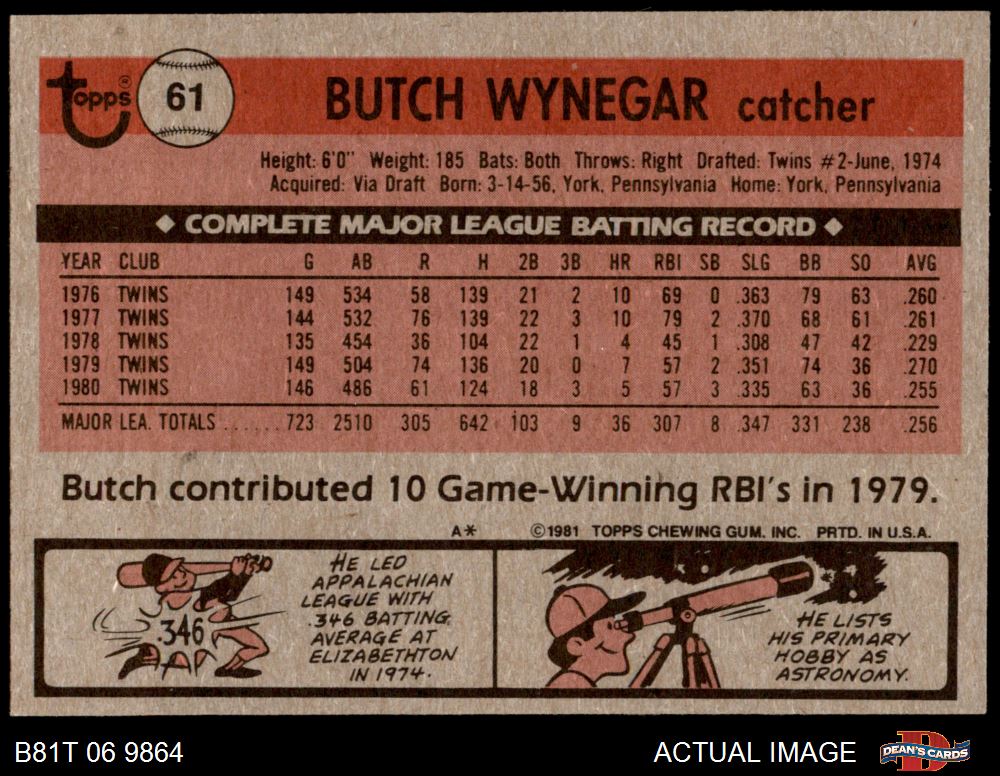 Topps®
61
BUTCH WYNEGAR catcher
Height: 6'0" Weight: 185 Bats: Both Throws: Right Drafted: Twins #2-June, 1974
Acquired: Via Draft Born: 3-14-56, York, Pennsylvania Home: York, Pennsylvania
◆ COMPLETE MAJOR LEAGUE BATTING RECORD ◆
YEAR CLUB G AB R H 2B 3B HR RBI SB SLG BB SO AVG
1976 TWINS 149 534 58 139 21 2 10 69 0 .363 79 63 .260
1977 TWINS 144 532 76 139 22 3 10 79 2 .370 68 61 .261
1978 TWINS 135 454 36 104 22 1 4 45 1 .308 47 42 .229
1979 TWINS 149 504 74 136 20 0 7 57 2 .351 74 36 .270
1980 TWINS 146 486 61 124 18 3 5 57 3 .335 63 36 .255
MAJOR LEA. TOTALS ...... 723 2510 305 642 103 9 36 307 8 .347 331 238 .256
Butch contributed 10 Game-Winning RBI's in 1979.
A* ©1981 TOPPS CHEWING GUM. INC. PRTD. IN U.S.A.
.346
HE LED
APPALACHIAN
LEAGUE WITH
.346 BATTING
AVERAGE AT
ELIZABETHTON
IN 1974.
HE LISTS
HIS PRIMARY
HOBBY AS
ASTRONOMY.
B81T 06 9864
ACTUAL IMAGE
DEAN'S CARDS